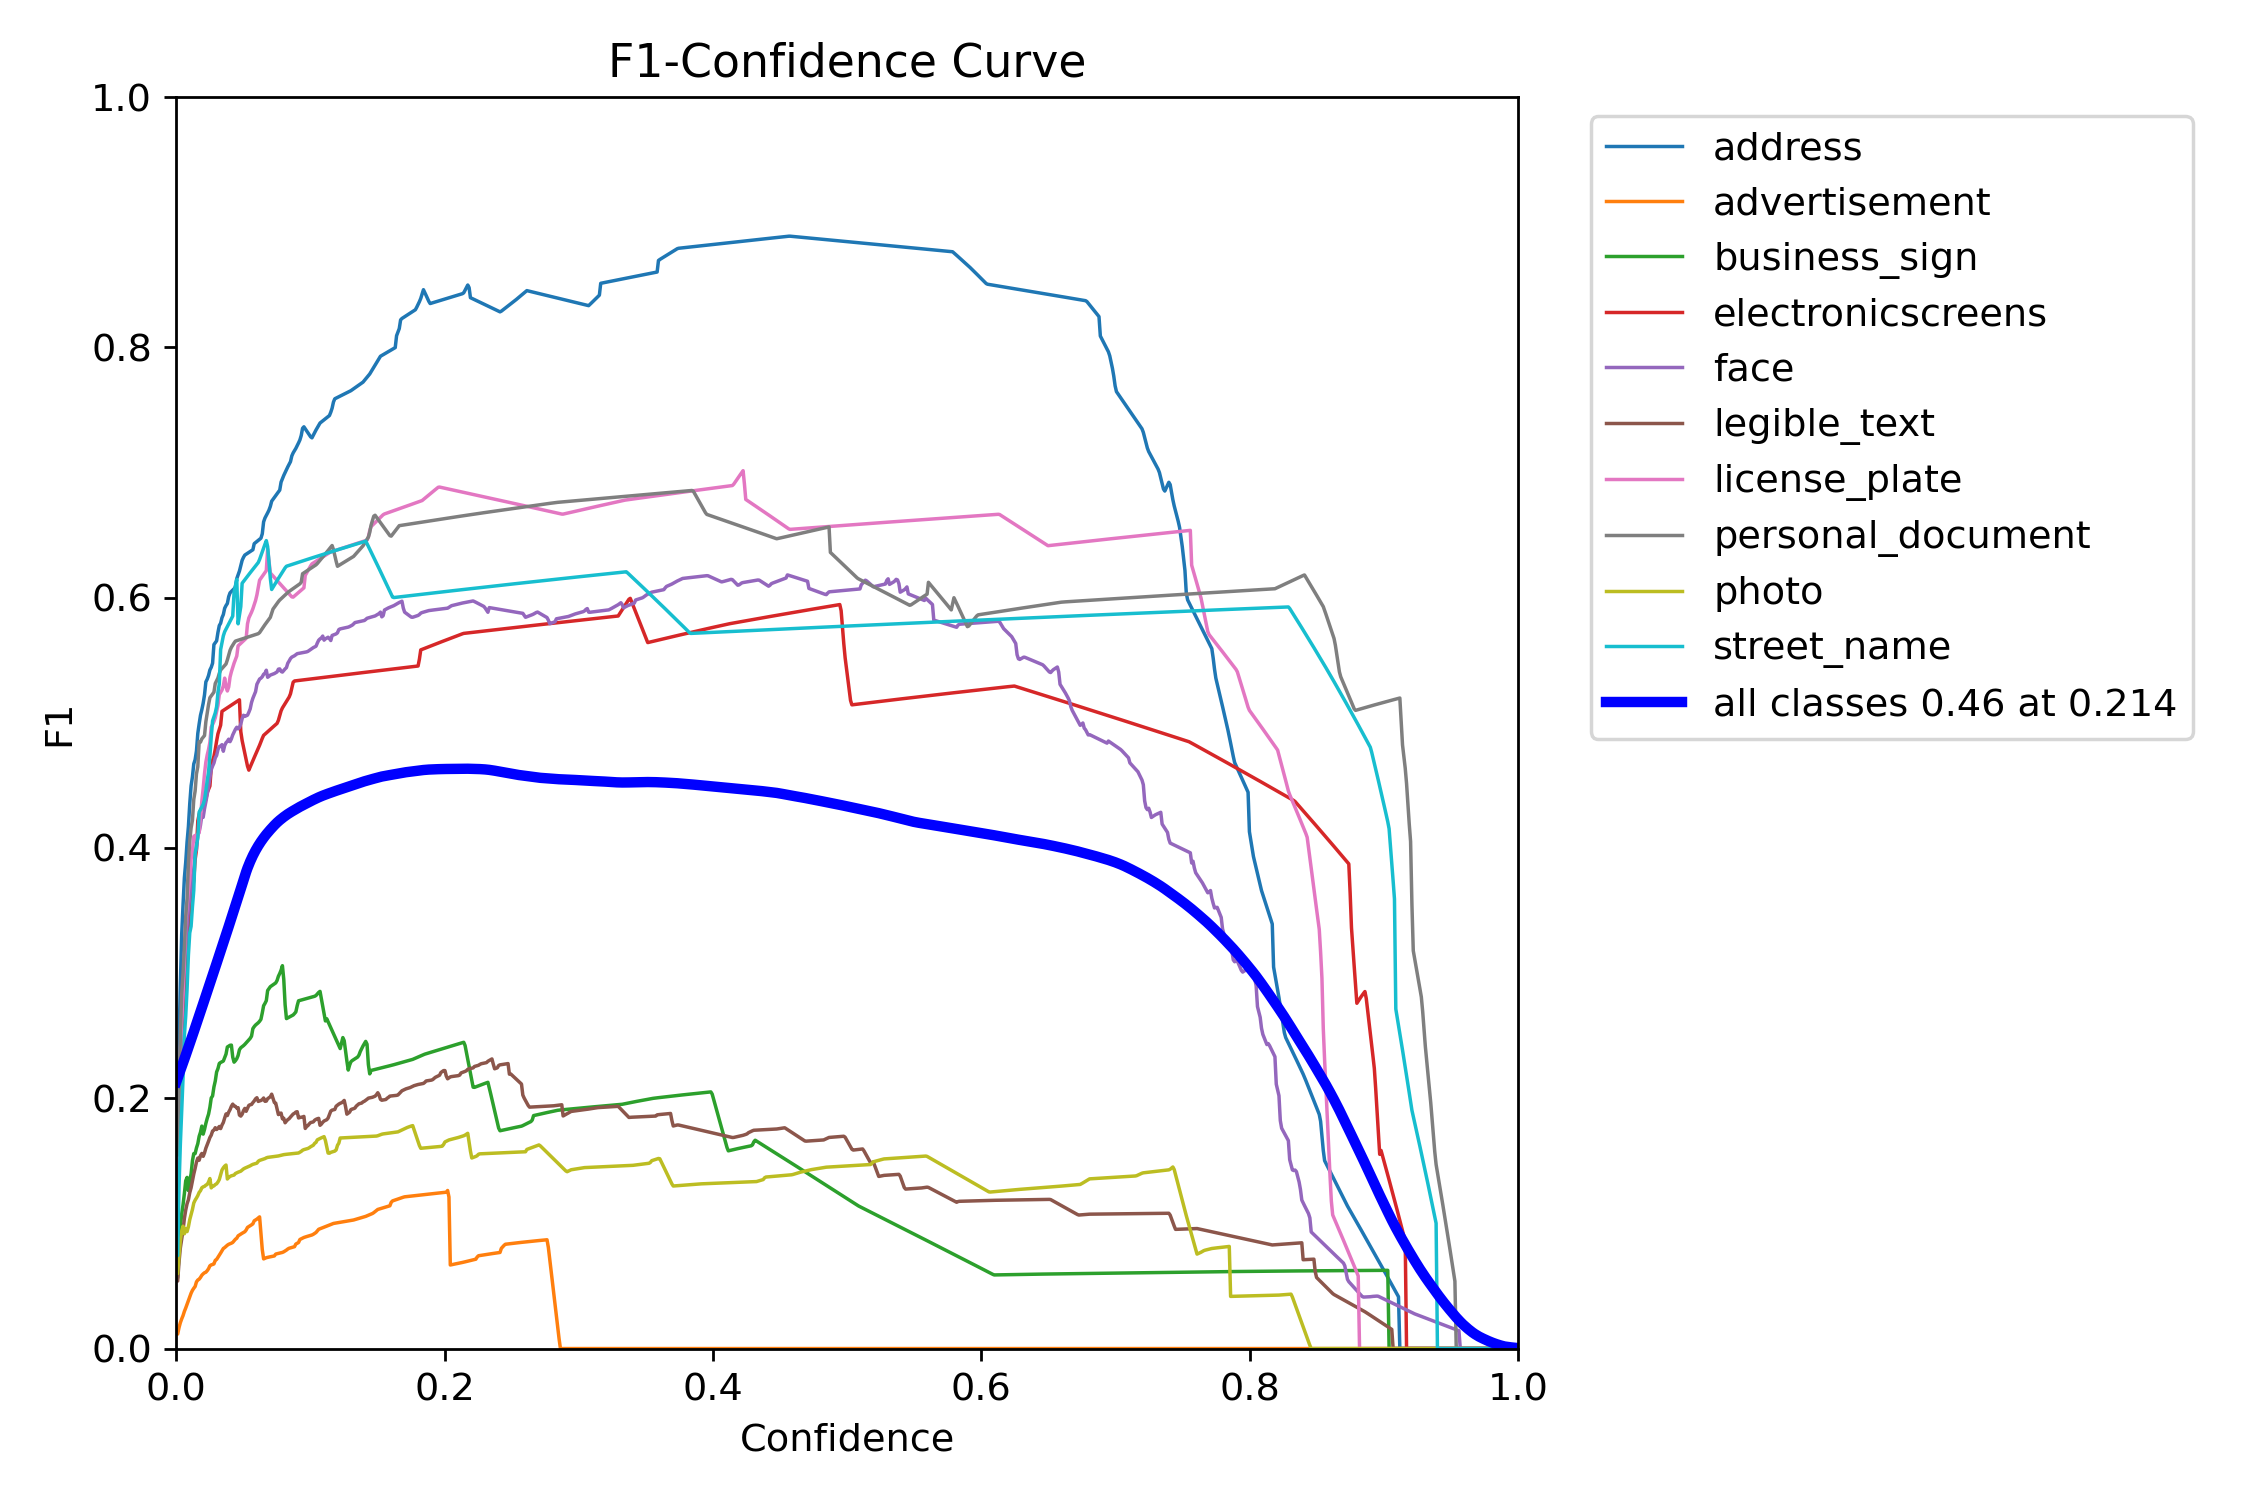 F1-Confidence Curve
1.0
0.8
0.6
0.4
0.2
0.0
F1
0.0 0.2 0.4 0.6 0.8 1.0
Confidence
address
advertisement
business_sign
electronicscreens
face
legible_text
license_plate
personal_document
photo
street_name
all classes 0.46 at 0.214